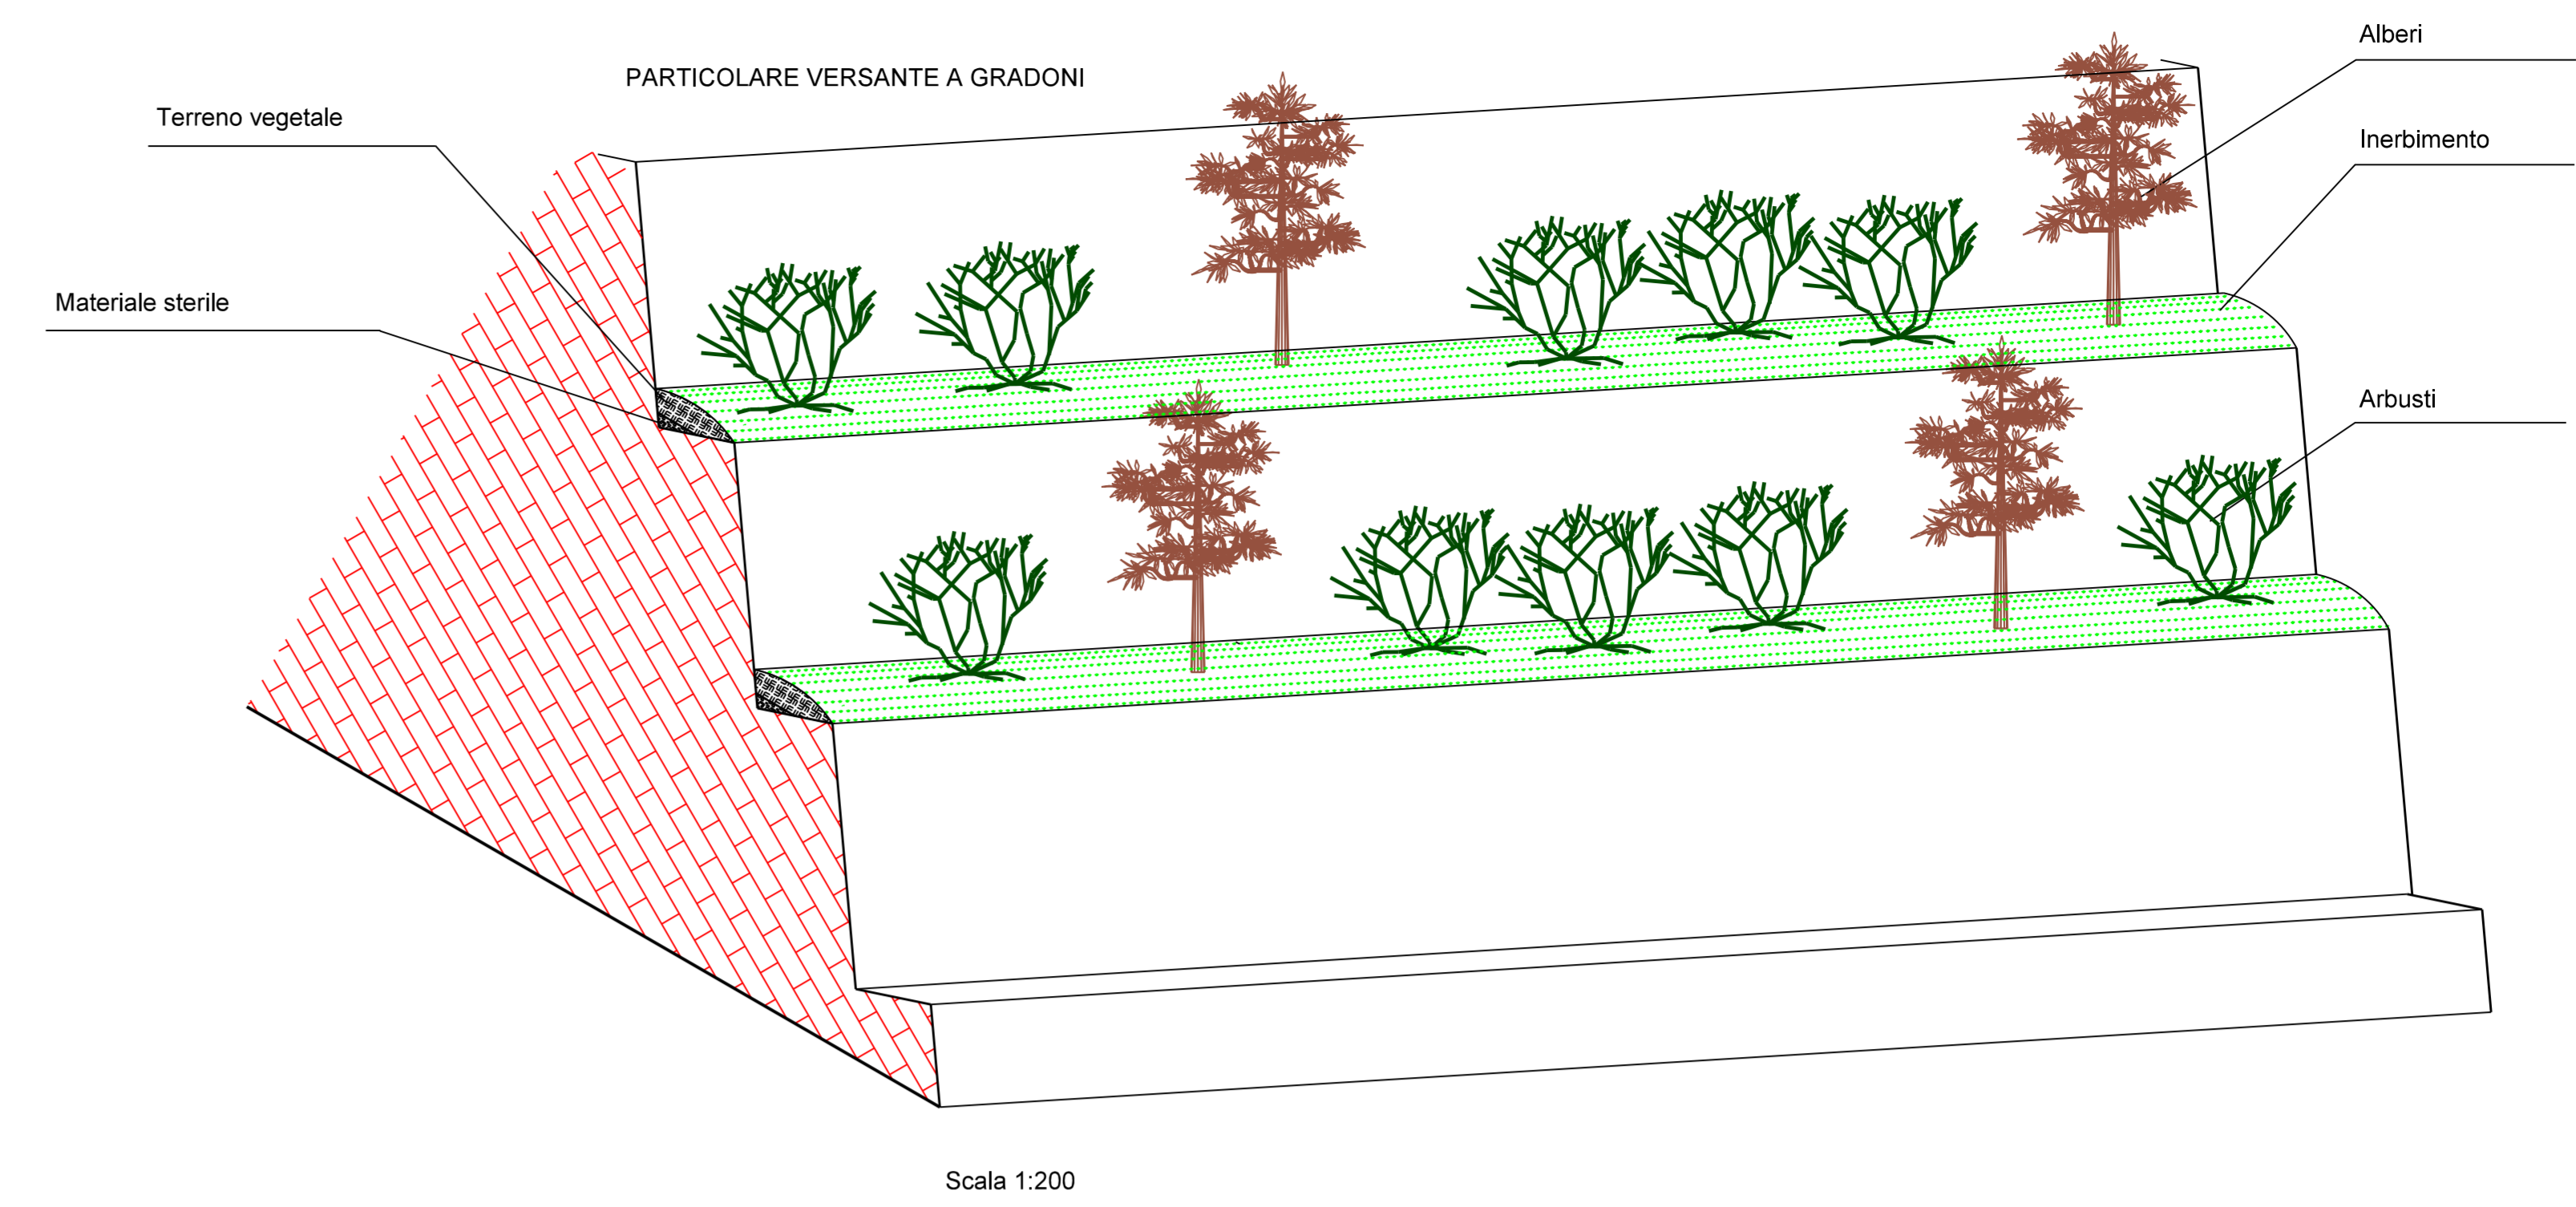 PARTICOLARE VERSANTE A GRADONI
Terreno vegetale
Materiale sterile
Alberi
Inerbimento
Arbusti
Scala 1:200